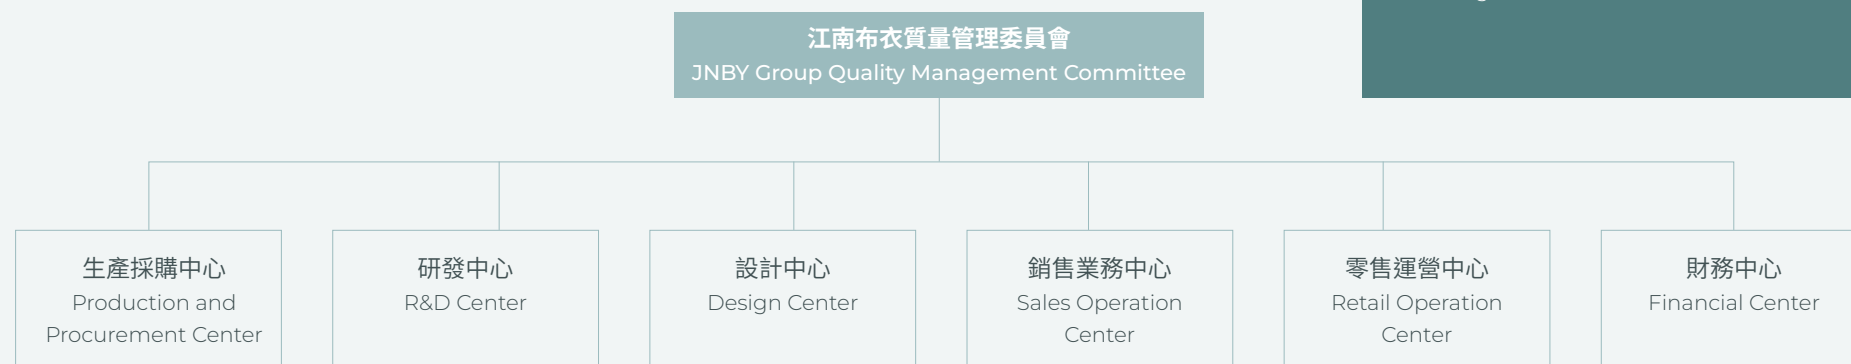 江南布衣質量管理委員會
JNBY Group Quality Management Committee
生產採購中心
Production and
Procurement Center
研發中心
R&D Center
設計中心
Design Center
銷售業務中心
Sales Operation
Center
零售運營中心
Retail Operation
Center
財務中心
Financial Center